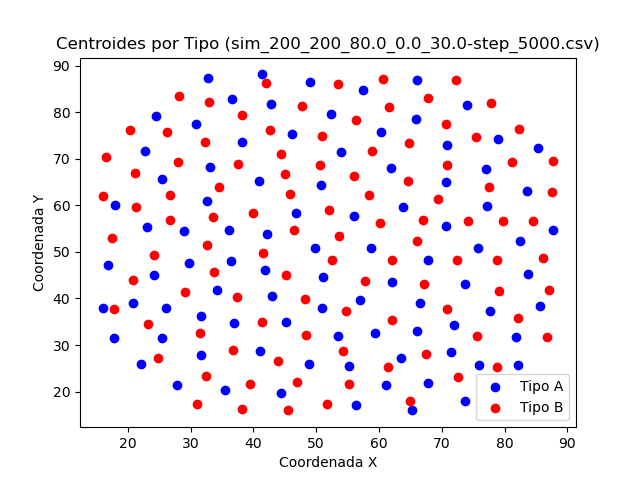 Centroides por Tipo (sim_200_200_80.0_0.0_30.0-step_5000.csv)
90
80
70
60
50
40
30
20
Coordenada Y
Tipo A
Tipo B
20 30 40 50 60 70 80 90
Coordenada X